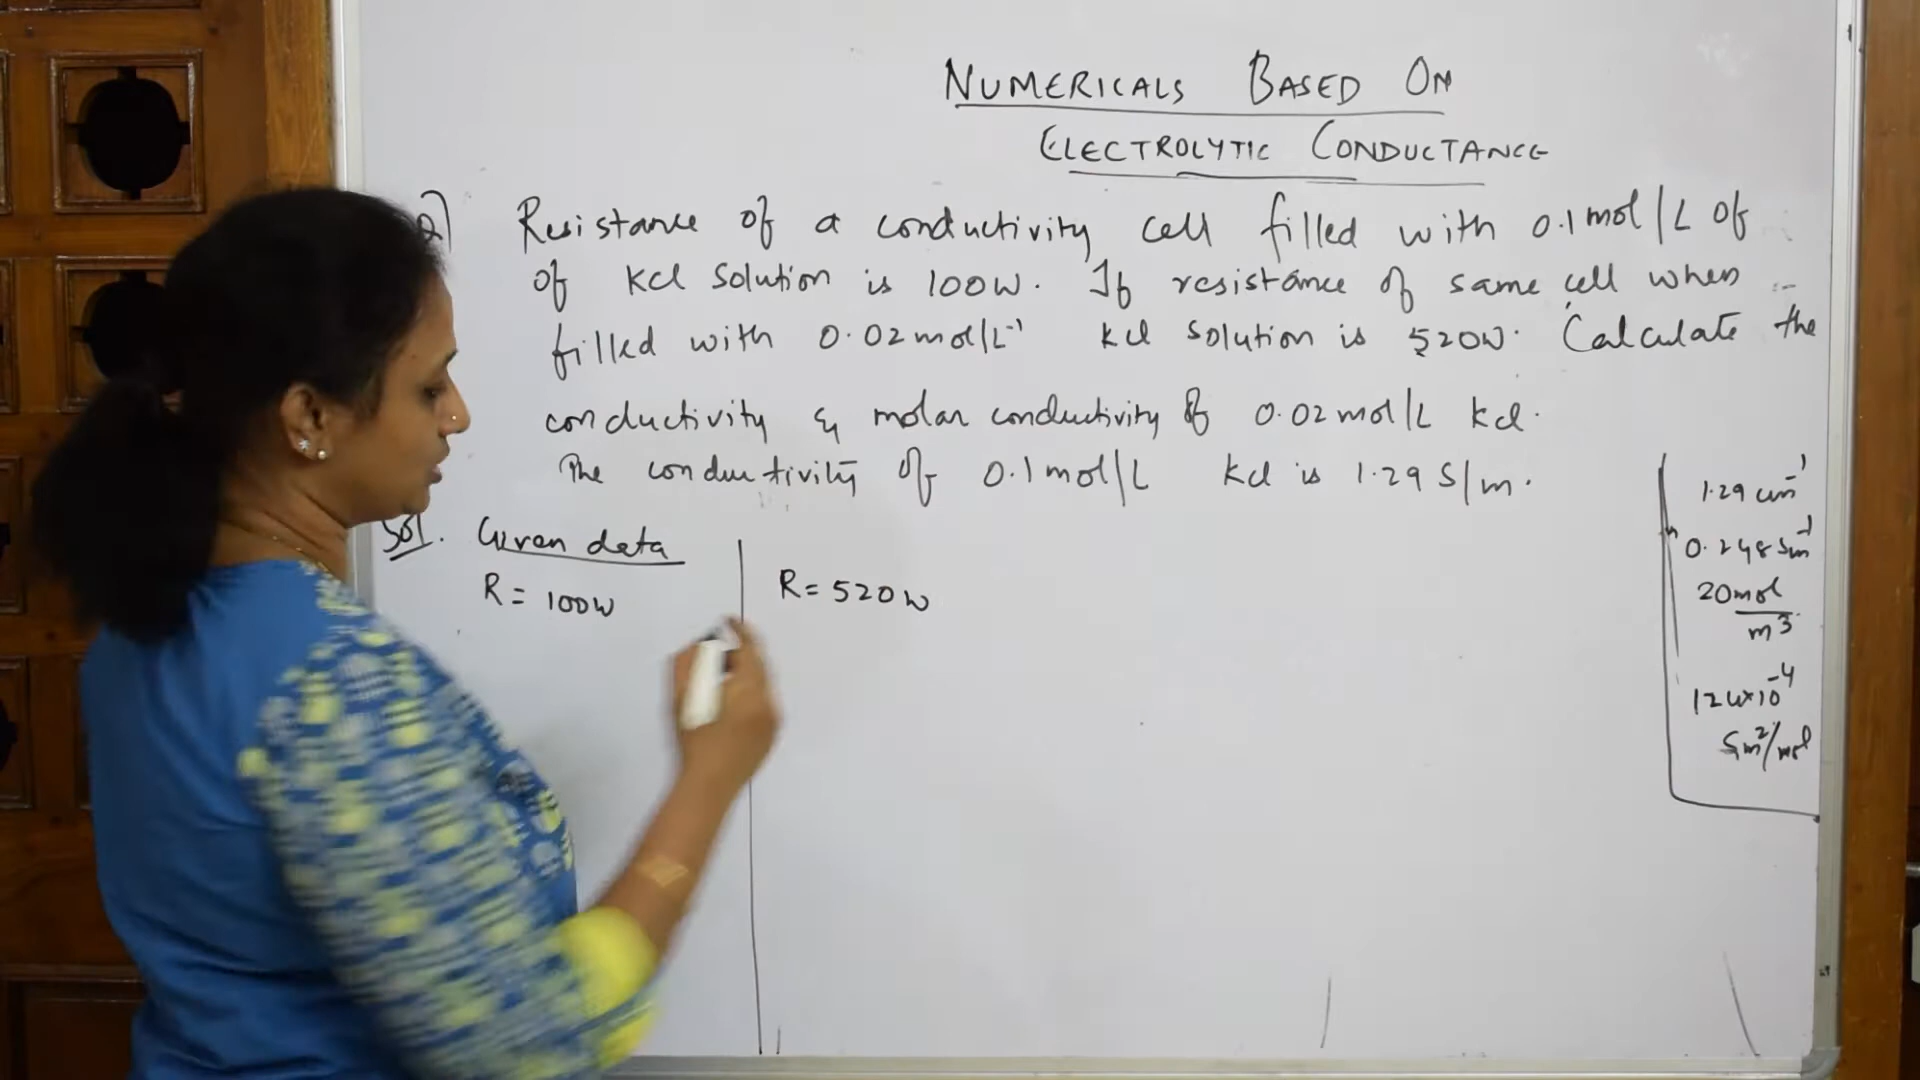 NUMERICALS BASED ON
ELECTROLYTIC CONDUCTANCE
Q) Resistance of a conductivity cell filled with 0.1 mol/L of
of KCl solution is 100W. If resistance of same cell when
filled with 0.02 mol/L⁻¹ KCl solution is 520W. Calculate the
conductivity & molar conductivity of 0.02 mol/L KCl.
The conductivity of 0.1 mol/L KCl is 1.29 S/m.
Sol. Given data
R = 100W
R = 520W
1.29 cm⁻¹
0.248 Sm⁻¹
20 mol
m³
124×10⁻⁴
Sm²/mol